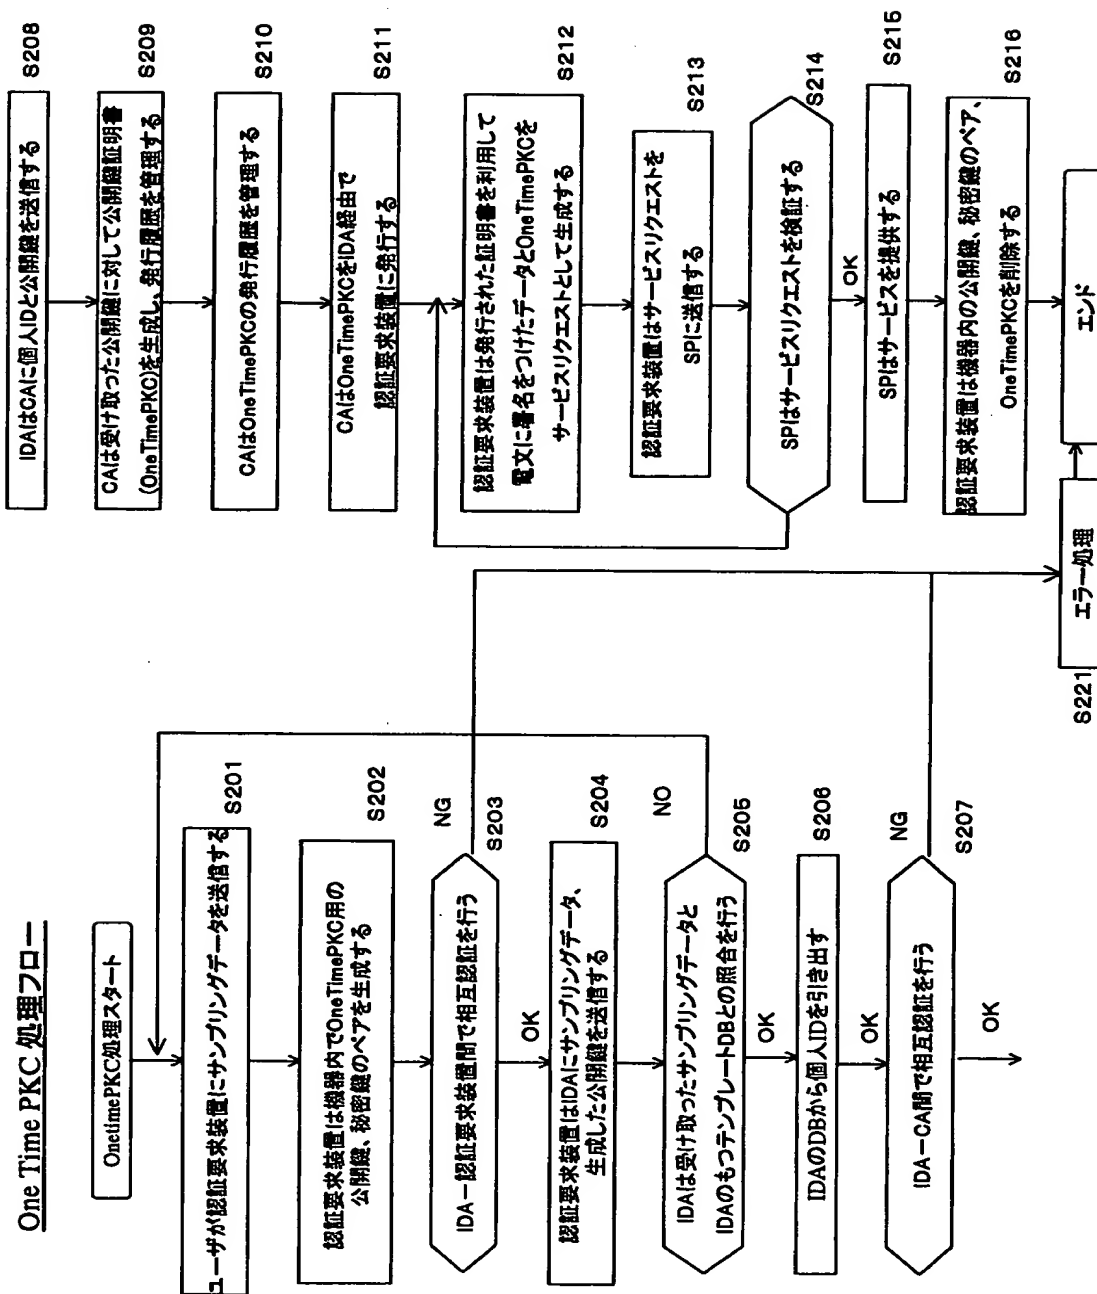 One Time PKC 処理フロー
OnetimePKC処理スタート
ユーザが認証要求装置にサンプリングデータを送信する
S201
認証要求装置は機器内でOneTimePKC用の
公開鍵、秘密鍵のペアを生成する
S202
IDAー認証要求装置間で相互認証を行う
NG
S203
OK
認証要求装置はIDAにサンプリングデータ、
生成した公開鍵を送信する
S204
IDAは受け取ったサンプリングデータと
IDAのもつテンプレートDBとの照合を行う
NO
S205
OK
IDAのDBから個人IDを引き出す
S206
OK
IDAーCA間で相互認証を行う
NG
S207
OK
IDAはCAに個人IDと公開鍵を送信する
S208
CAは受け取った公開鍵に対して公開鍵証明書
(OneTimePKC)を生成し、発行履歴を管理する
S209
CAはOneTimePKCの発行履歴を管理する
S210
CAはOneTimePKCをIDA経由で
認証要求装置に発行する
S211
認証要求装置は発行された証明書を利用して
電文に署名をつけたデータとOneTimePKCを
サービスリクエストとして生成する
S212
認証要求装置はサービスリクエストを
SPに送信する
S213
SPはサービスリクエストを検証する
S214
OK
SPはサービスを提供する
S215
認証要求装置は機器内の公開鍵、秘密鍵のペア、
OneTimePKCを削除する
S216
エラー処理
S221
エンド